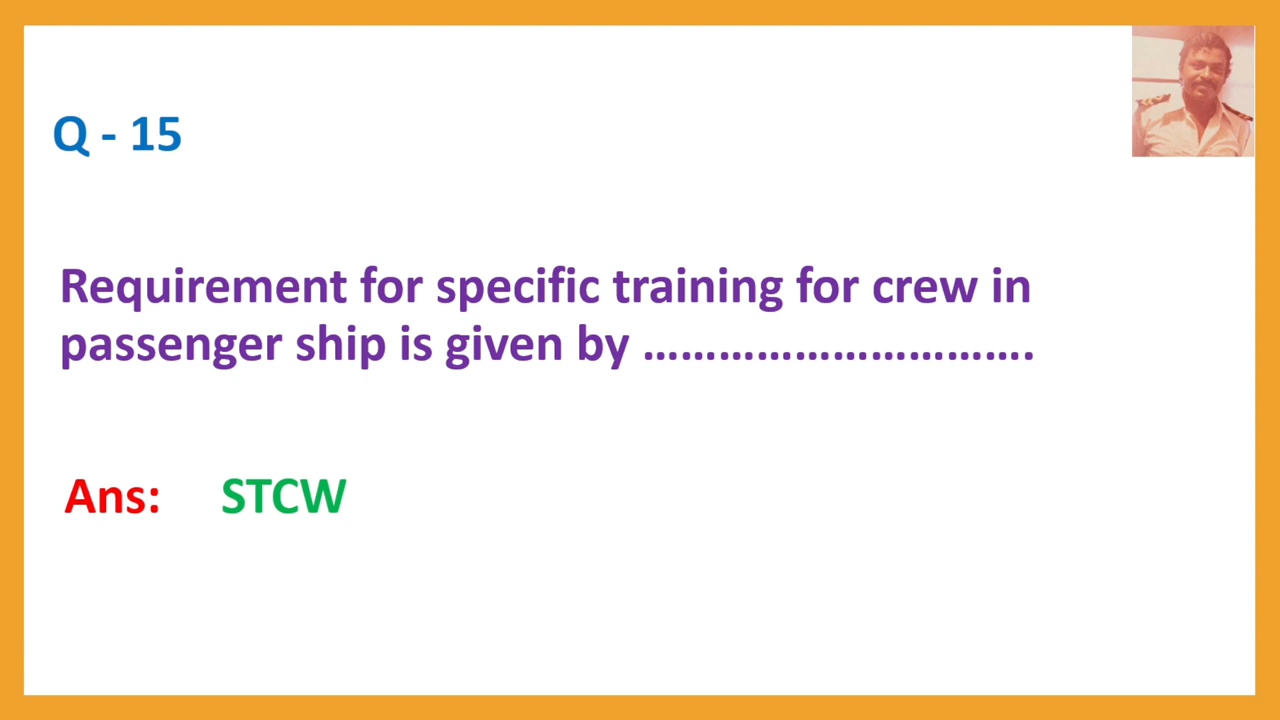 Q - 15
Requirement for specific training for crew in
passenger ship is given by …………………………….
Ans: STCW